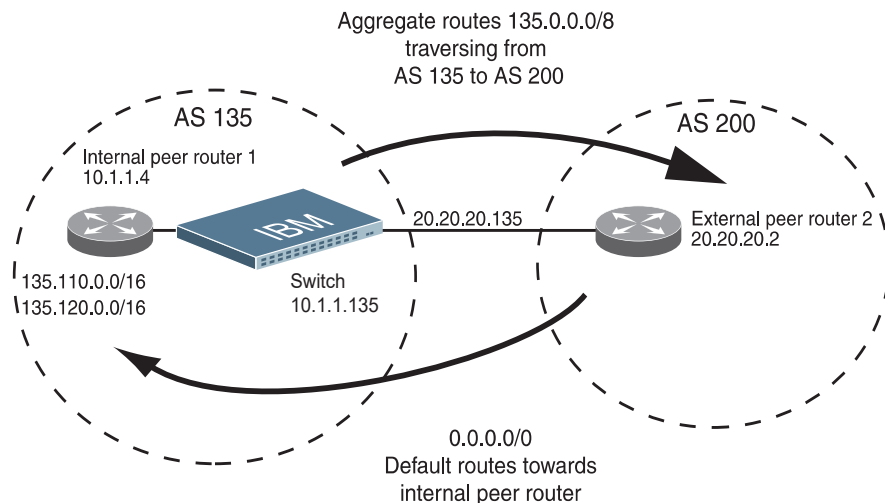 Aggregate routes 135.0.0.0/8
traversing from
AS 135 to AS 200
AS 135
AS 200
Internal peer router 1
10.1.1.4
IBM
20.20.20.135
External peer router 2
20.20.20.2
135.110.0.0/16
135.120.0.0/16
Switch
10.1.1.135
0.0.0.0/0
Default routes towards
internal peer router